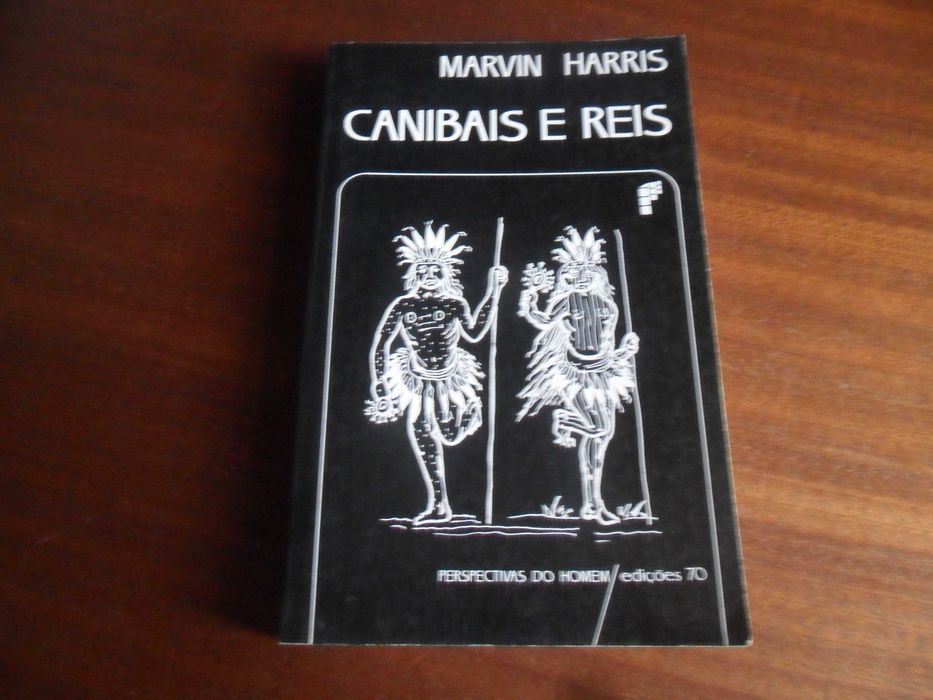 MARVIN HARRIS
CANIBAIS E REIS
PERSPECTIVAS DO HOMEM/edições 70